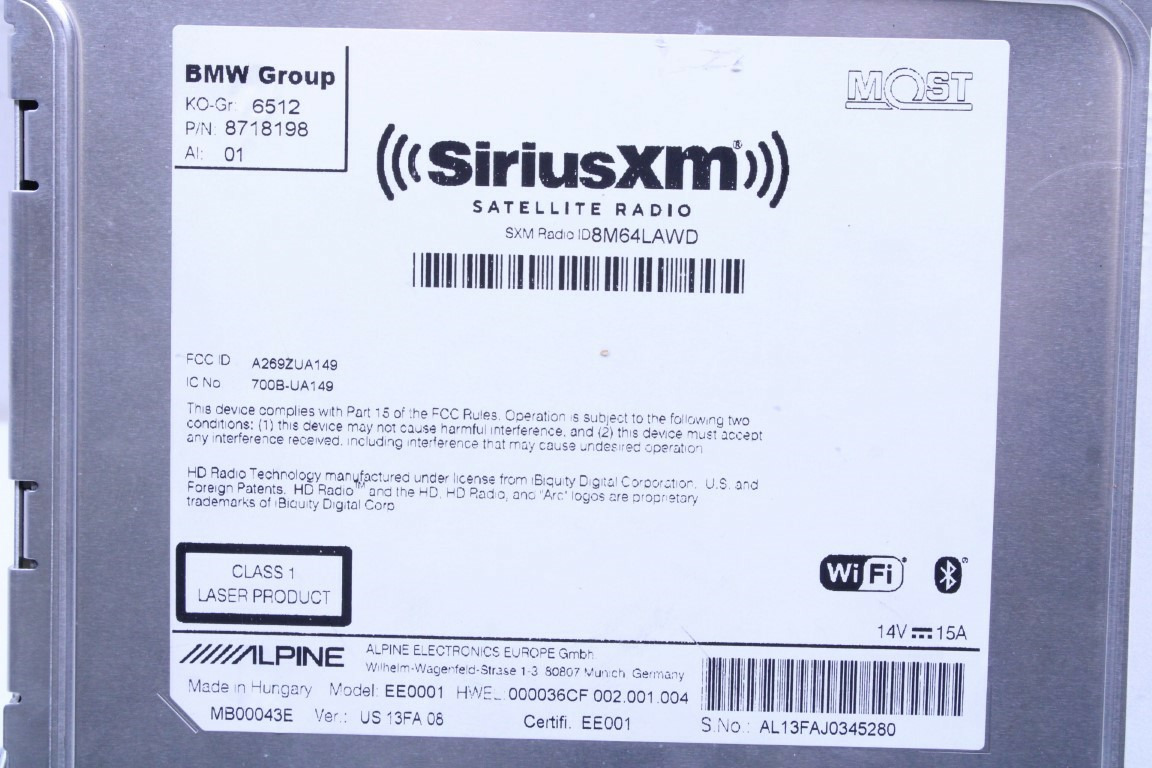 BMW Group
KO-Gr: 6512
P/N: 8718198
AI: 01
MOST
SiriusXM®
SATELLITE RADIO
SXM Radio ID8M64LAWD
FCC ID A269ZUA149
IC No 700B-UA149
This device complies with Part 15 of the FCC Rules. Operation is subject to the following two
conditions: (1) this device may not cause harmful interference, and (2) this device must accept
any interference received, including interference that may cause undesired operation
HD Radio Technology manufactured under license from iBiquity Digital Corporation. U.S. and
Foreign Patents. HD Radio™ and the HD, HD Radio, and "Arc" logos are proprietary
trademarks of iBiquity Digital Corp
CLASS 1
LASER PRODUCT
Wi Fi
14V 15A
ALPINE
ALPINE ELECTRONICS EUROPE Gmbh.
Wilhelm-Wagenfeld-Strase 1-3 80807 Munich, Germany
Made in Hungary Model: EE0001 HWEL 000036CF 002.001.004
MB00043E Ver.: US 13FA 08 Certifi. EE001
S.No.: AL13FAJ0345280